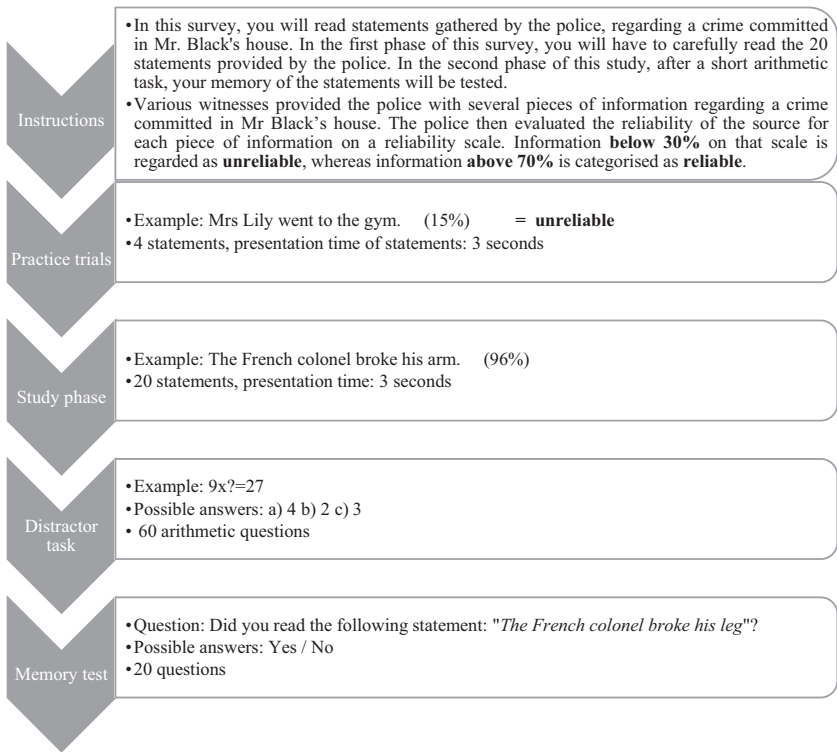 Instructions
•In this survey, you will read statements gathered by the police, regarding a crime committed
in Mr. Black's house. In the first phase of this survey, you will have to carefully read the 20
statements provided by the police. In the second phase of this study, after a short arithmetic
task, your memory of the statements will be tested.
•Various witnesses provided the police with several pieces of information regarding a crime
committed in Mr Black’s house. The police then evaluated the reliability of the source for
each piece of information on a reliability scale. Information below 30% on that scale is
regarded as unreliable, whereas information above 70% is categorised as reliable.
Practice trials
•Example: Mrs Lily went to the gym. (15%) = unreliable
•4 statements, presentation time of statements: 3 seconds
Study phase
•Example: The French colonel broke his arm. (96%)
•20 statements, presentation time: 3 seconds
Distractor
task
•Example: 9x?=27
•Possible answers: a) 4 b) 2 c) 3
• 60 arithmetic questions
Memory test
•Question: Did you read the following statement: "The French colonel broke his leg"?
•Possible answers: Yes / No
•20 questions